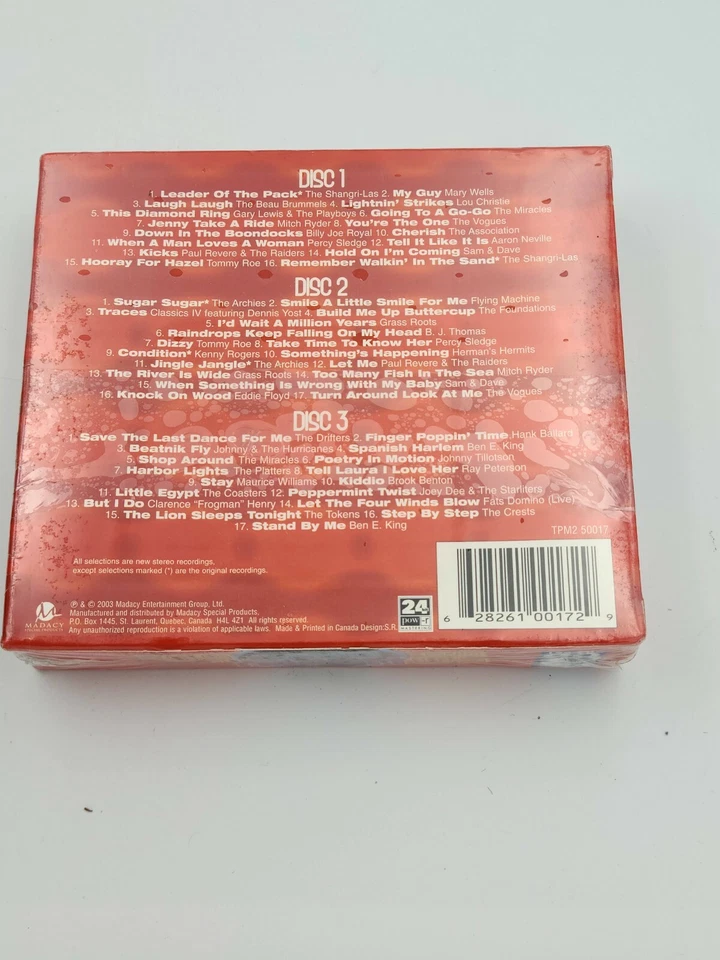 DISC 1
1. Leader Of The Pack* The Shangri-Las 2. My Guy Mary Wells
3. Laugh Laugh The Beau Brummels 4. Lightnin' Strikes Lou Christie
5. This Diamond Ring Gary Lewis & The Playboys 6. Going To A Go-Go The Miracles
7. Jenny Take A Ride Mitch Ryder 8. You're The One The Vogues
9. Down In The Boondocks Billy Joe Royal 10. Cherish The Association
11. When A Man Loves A Woman Percy Sledge 12. Tell It Like It Is Aaron Neville
13. Kicks Paul Revere & The Raiders 14. Hold On I'm Coming Sam & Dave
15. Hooray For Hazel Tommy Roe 16. Remember Walkin' In The Sand* The Shangri-Las
DISC 2
1. Sugar Sugar* The Archies 2. Smile A Little Smile For Me Flying Machine
3. Traces Classics IV featuring Dennis Yost 4. Build Me Up Buttercup The Foundations
5. I'd Wait A Million Years Grass Roots
6. Raindrops Keep Falling On My Head B. J. Thomas
7. Dizzy Tommy Roe 8. Take Time To Know Her Percy Sledge
9. Condition* Kenny Rogers 10. Something's Happening Herman's Hermits
11. Jingle Jangle* The Archies 12. Let Me Paul Revere & The Raiders
13. The River Is Wide Grass Roots 14. Too Many Fish In The Sea Mitch Ryder
15. When Something Is Wrong With My Baby Sam & Dave
16. Knock On Wood Eddie Floyd 17. Turn Around Look At Me The Vogues
DISC 3
1. Save The Last Dance For Me The Drifters 2. Finger Poppin' Time Hank Ballard
3. Beatnik Fly Johnny & The Hurricanes 4. Spanish Harlem Ben E. King
5. Shop Around The Miracles 6. Poetry In Motion Johnny Tillotson
7. Harbor Lights The Platters 8. Tell Laura I Love Her Ray Peterson
9. Stay Maurice Williams 10. Kiddio Brook Benton
11. Little Egypt The Coasters 12. Peppermint Twist Joey Dee & The Starliters
13. But I Do Clarence "Frogman" Henry 14. Let The Four Winds Blow Fats Domino (Live)
15. The Lion Sleeps Tonight The Tokens 16. Step By Step The Crests
17. Stand By Me Ben E. King
TPM2 50017
All selections are new stereo recordings,
except selections marked (*) are the original recordings.
℗ & © 2003 Madacy Entertainment Group, Ltd.
Manufactured and distributed by Madacy Special Products.
P.O. Box 1445, St. Laurent, Quebec, Canada H4L 4Z1 All rights reserved.
Any unauthorized reproduction is a violation of applicable laws. Made & Printed in Canada Design: S.R.
MADACY
SPECIAL PRODUCTS
24
pow-r
MASTERING
6 28261 00172 9